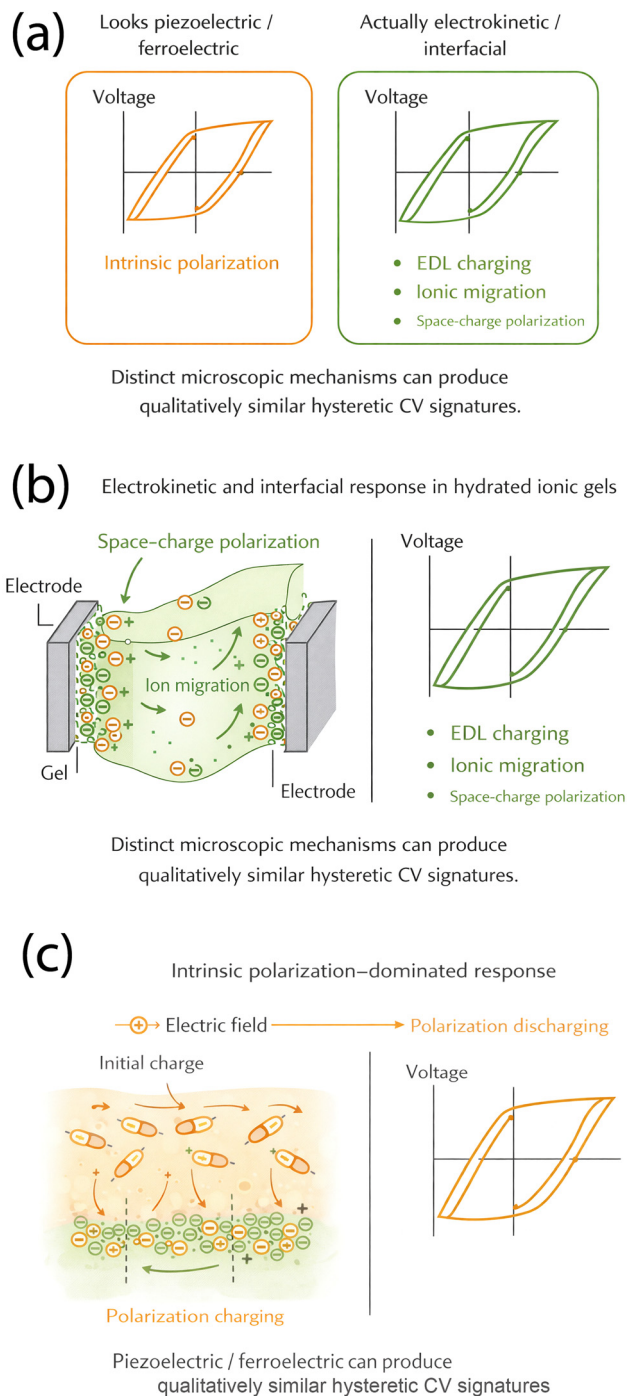 (a)
Looks piezoelectric /
ferroelectric
Actually electrokinetic /
interfacial
Voltage
Intrinsic polarization
Voltage
• EDL charging
• Ionic migration
• Space-charge polarization
Distinct microscopic mechanisms can produce
qualitatively similar hysteretic CV signatures.
(b)
Electrokinetic and interfacial response in hydrated ionic gels
Space-charge polarization
Electrode
Ion migration
Gel
Electrode
Voltage
• EDL charging
• Ionic migration
• Space-charge polarization
Distinct microscopic mechanisms can produce
qualitatively similar hysteretic CV signatures.
(c)
Intrinsic polarization–dominated response
Electric field
Polarization discharging
Initial charge
Voltage
Polarization charging
Piezoelectric / ferroelectric can produce
qualitatively similar hysteretic CV signatures